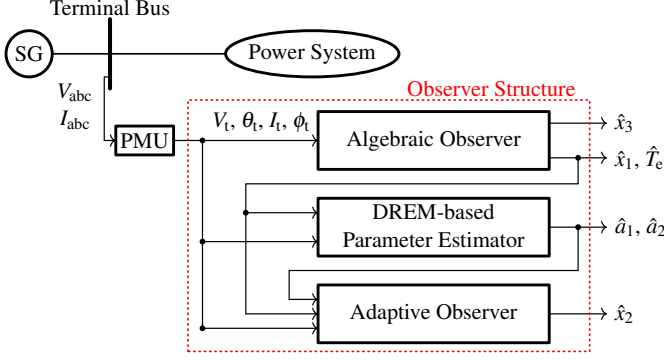 Terminal Bus
SG
Power System
V_abc
I_abc
PMU
Observer Structure
V_t, θ_t, I_t, ϕ_t
Algebraic Observer
x̂_3
x̂_1, T̂_e
DREM-based
Parameter Estimator
â_1, â_2
Adaptive Observer
x̂_2